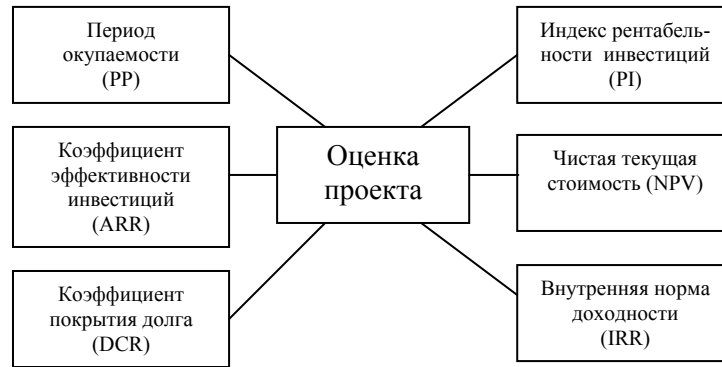 Период
окупаемости
(PP)
Коэффициент
эффективности
инвестиций
(ARR)
Коэффициент
покрытия долга
(DCR)
Оценка
проекта
Индекс рентабель-
ности инвестиций
(PI)
Чистая текущая
стоимость (NPV)
Внутренняя норма
доходности
(IRR)